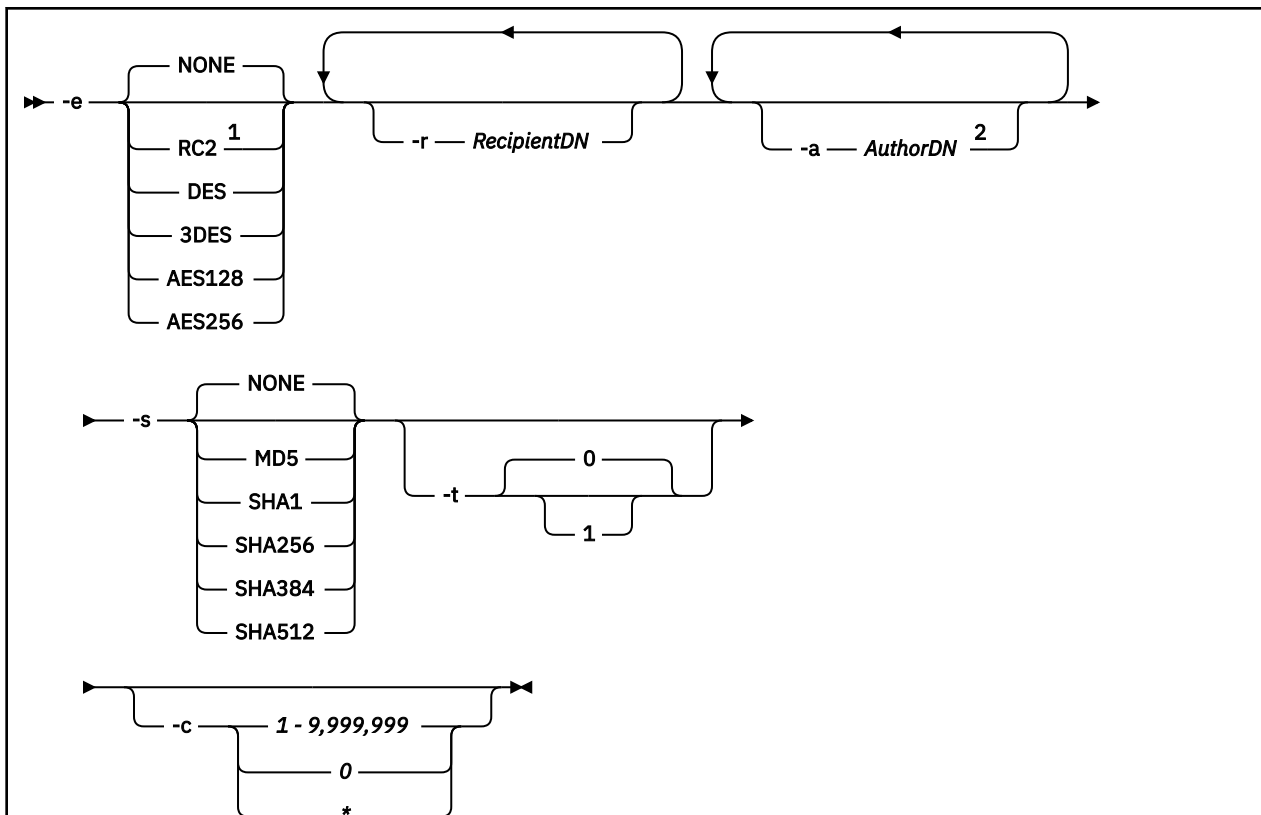 NONE
-e
RC2 1
DES
3DES
AES128
AES256
-r RecipientDN
-a AuthorDN 2
-s
NONE
MD5
SHA1
SHA256
SHA384
SHA512
-t
0
1
-c
1 - 9,999,999
0
*